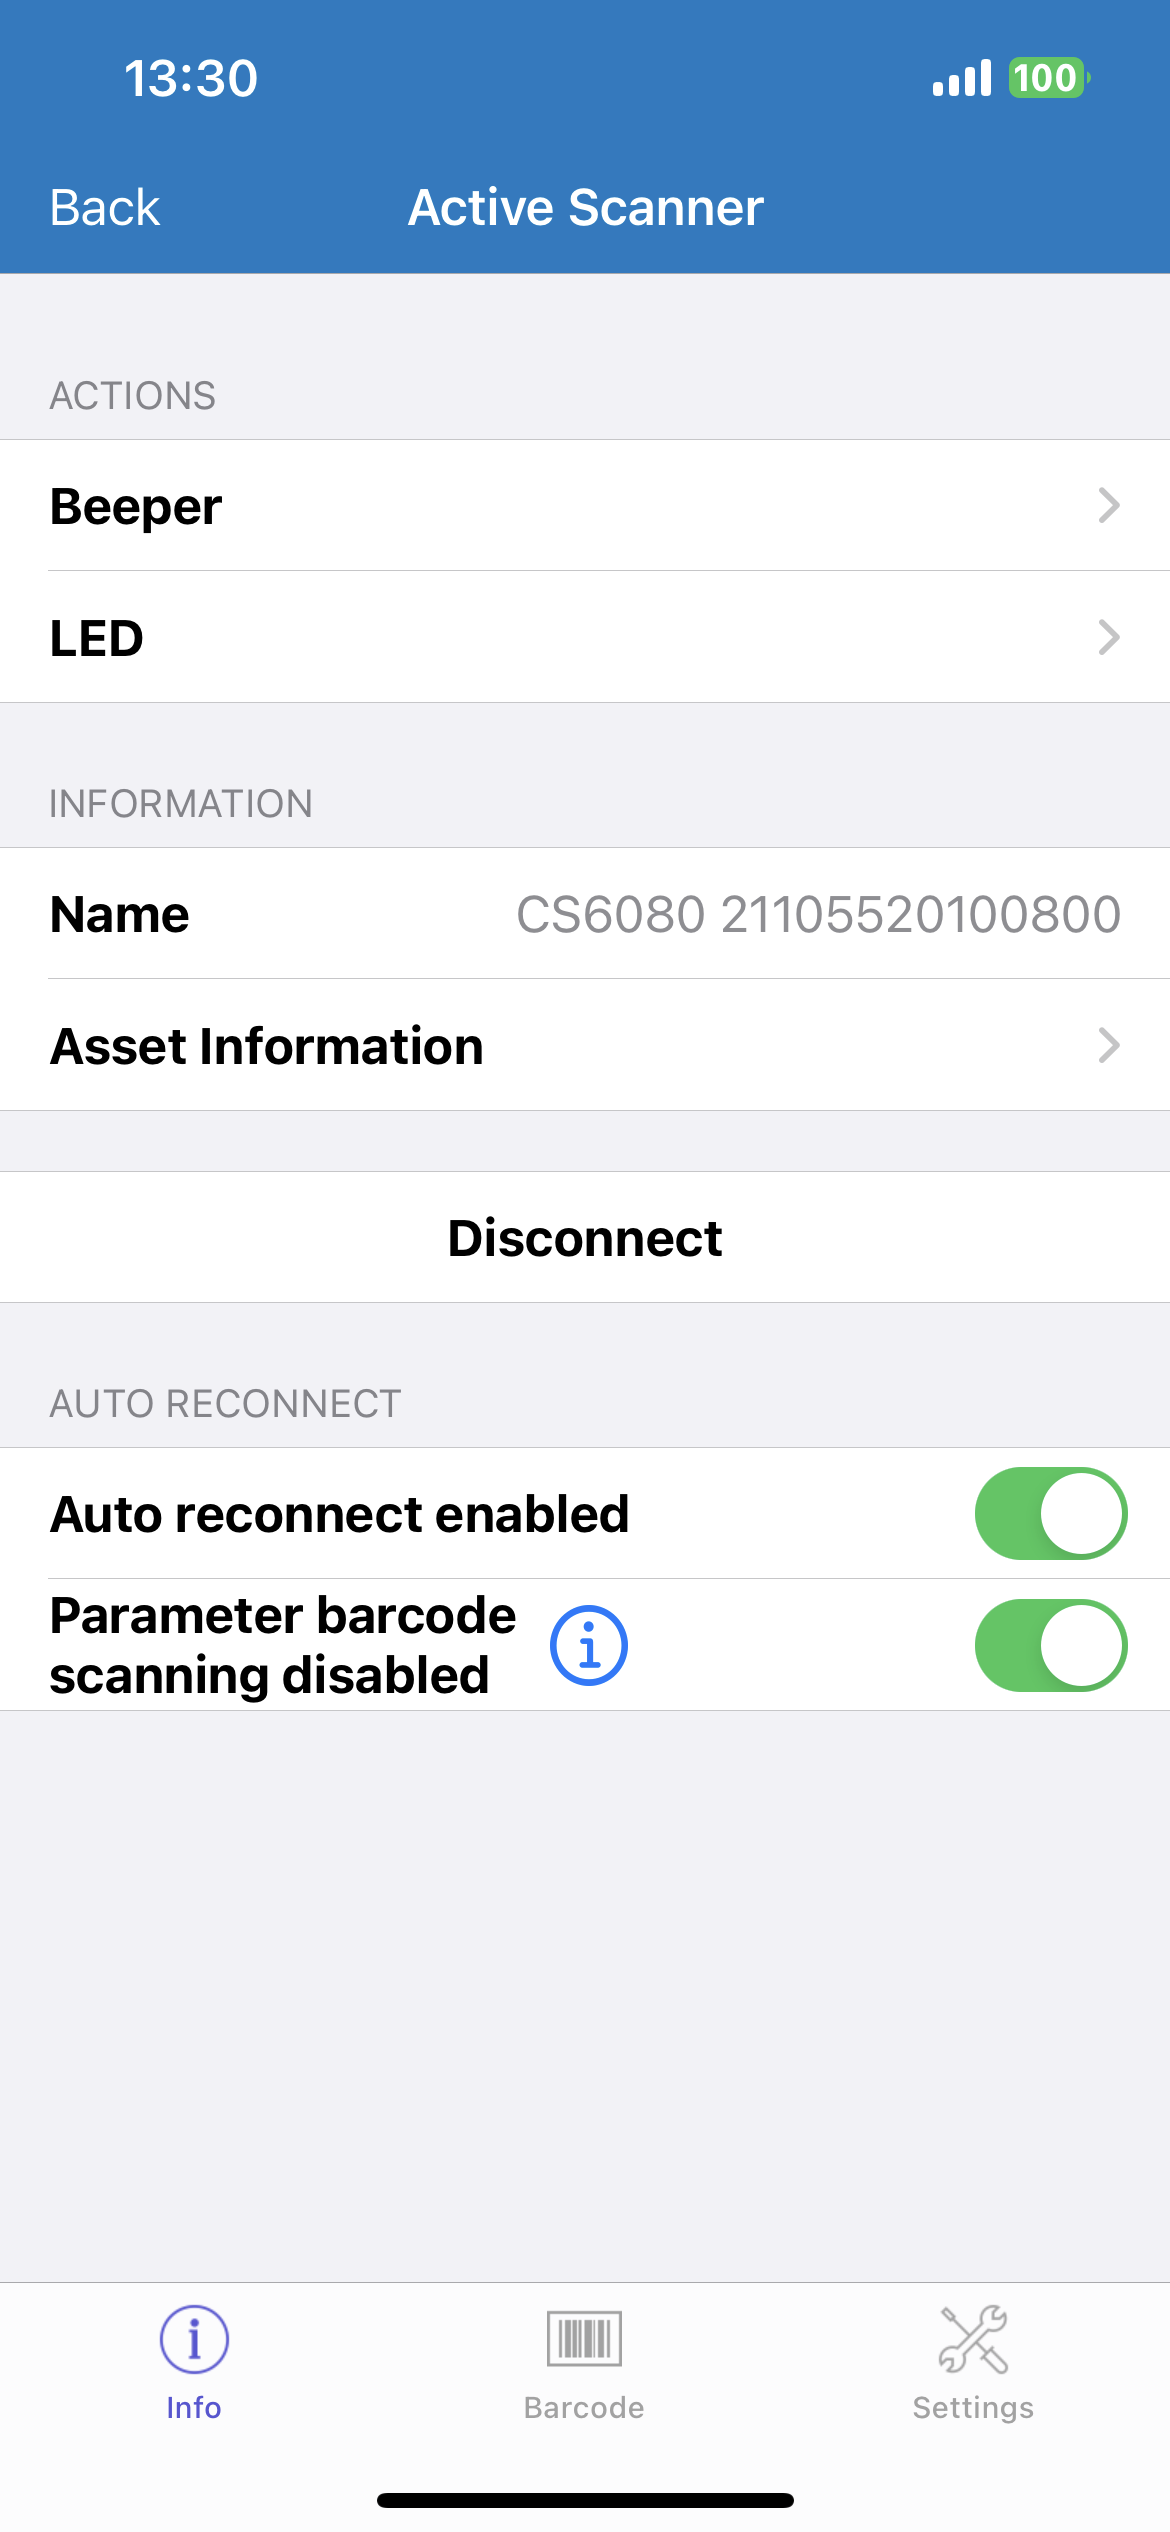 13:30
100
Back
Active Scanner
ACTIONS
Beeper
LED
INFORMATION
Name
CS6080 21105520100800
Asset Information
Disconnect
AUTO RECONNECT
Auto reconnect enabled
Parameter barcode
scanning disabled
Info
Barcode
Settings